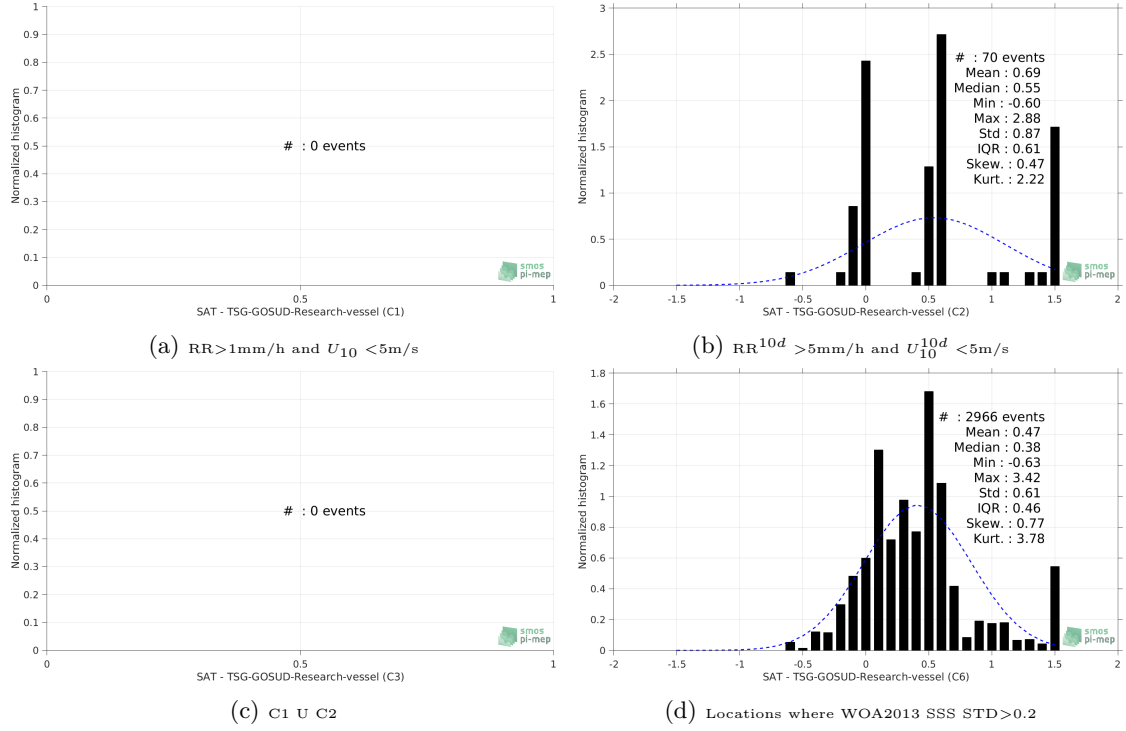 1
0.9
0.8
0.7
0.6
0.5
0.4
0.3
0.2
0.1
0
Normalized histogram
# : 0 events
smos
pi-mep
0 0.5 1
SAT - TSG-GOSUD-Research-vessel (C1)
(a) RR>1mm/h and U10 <5m/s
3
2.5
2
1.5
1
0.5
0
Normalized histogram
# : 70 events
Mean : 0.69
Median : 0.55
Min : -0.60
Max : 2.88
Std : 0.87
IQR : 0.61
Skew. : 0.47
Kurt. : 2.22
smos
pi-mep
-2 -1.5 -1 -0.5 0 0.5 1 1.5 2
SAT - TSG-GOSUD-Research-vessel (C2)
(b) RR10d >5mm/h and U10d10 <5m/s
1
0.9
0.8
0.7
0.6
0.5
0.4
0.3
0.2
0.1
0
Normalized histogram
# : 0 events
smos
pi-mep
0 0.5 1
SAT - TSG-GOSUD-Research-vessel (C3)
(c) C1 U C2
1.8
1.6
1.4
1.2
1
0.8
0.6
0.4
0.2
0
Normalized histogram
# : 2966 events
Mean : 0.47
Median : 0.38
Min : -0.63
Max : 3.42
Std : 0.61
IQR : 0.46
Skew. : 0.77
Kurt. : 3.78
smos
pi-mep
-2 -1.5 -1 -0.5 0 0.5 1 1.5 2
SAT - TSG-GOSUD-Research-vessel (C6)
(d) Locations where WOA2013 SSS STD>0.2